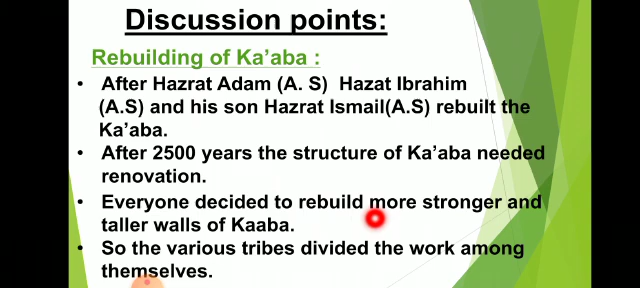 Discussion points:
Rebuilding of Ka’aba :
• After Hazrat Adam (A. S) Hazat Ibrahim
(A.S) and his son Hazrat Ismail(A.S) rebuilt the
Ka’aba.
• After 2500 years the structure of Ka’aba needed
renovation.
• Everyone decided to rebuild more stronger and
taller walls of Kaaba.
• So the various tribes divided the work among
themselves.